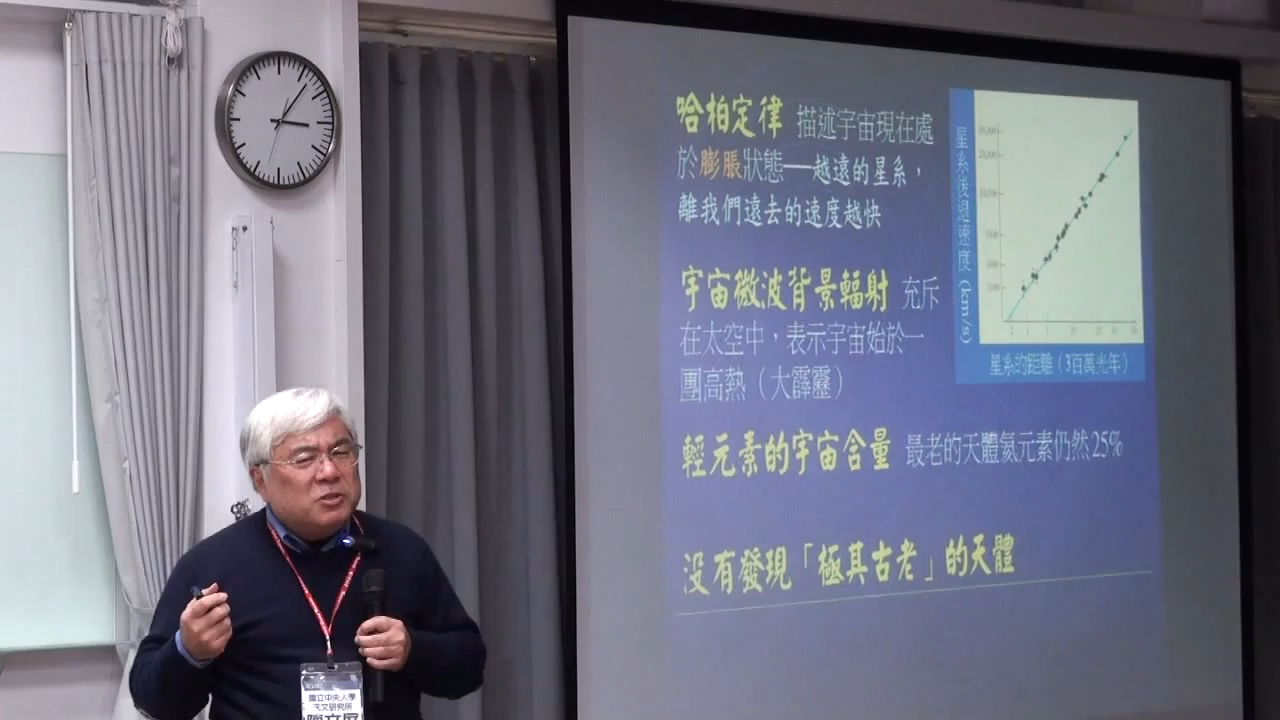 哈柏定律 描述宇宙現在處
於膨脹狀態──越遠的星系，
離我們遠去的速度越快
宇宙微波背景輻射 充斥
在太空中，表示宇宙始於一
團高熱（大霹靂）
輕元素的宇宙含量 最老的天體氦元素仍然25%
沒有發現「極其古老」的天體
星系後退速度 (km/s)
星系的距離（3百萬光年）
國立中央大學
天文研究所
陳文屏